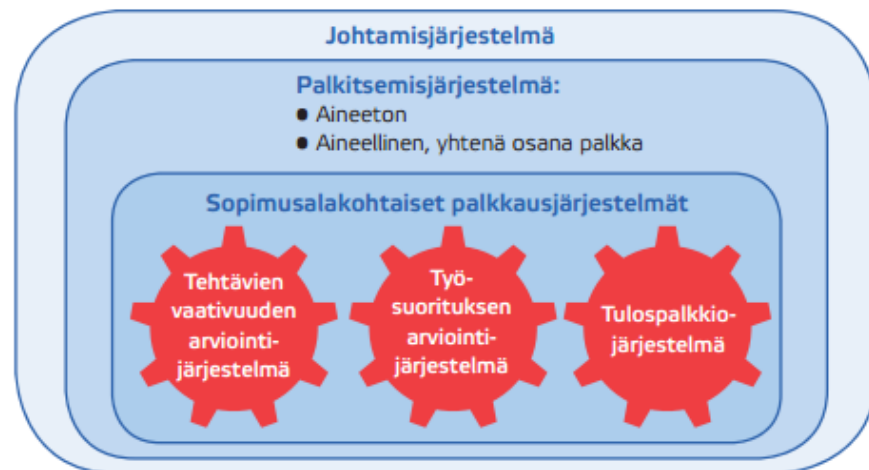 Johtamisjärjestelmä
Palkitsemisjärjestelmä:
• Aineeton
• Aineellinen, yhtenä osana palkka
Sopimusalakohtaiset palkkausjärjestelmät
Tehtävien
vaativuuden
arviointi-
järjestelmä
Työ-
suorituksen
arviointi-
järjestelmä
Tulospalkkio-
järjestelmä